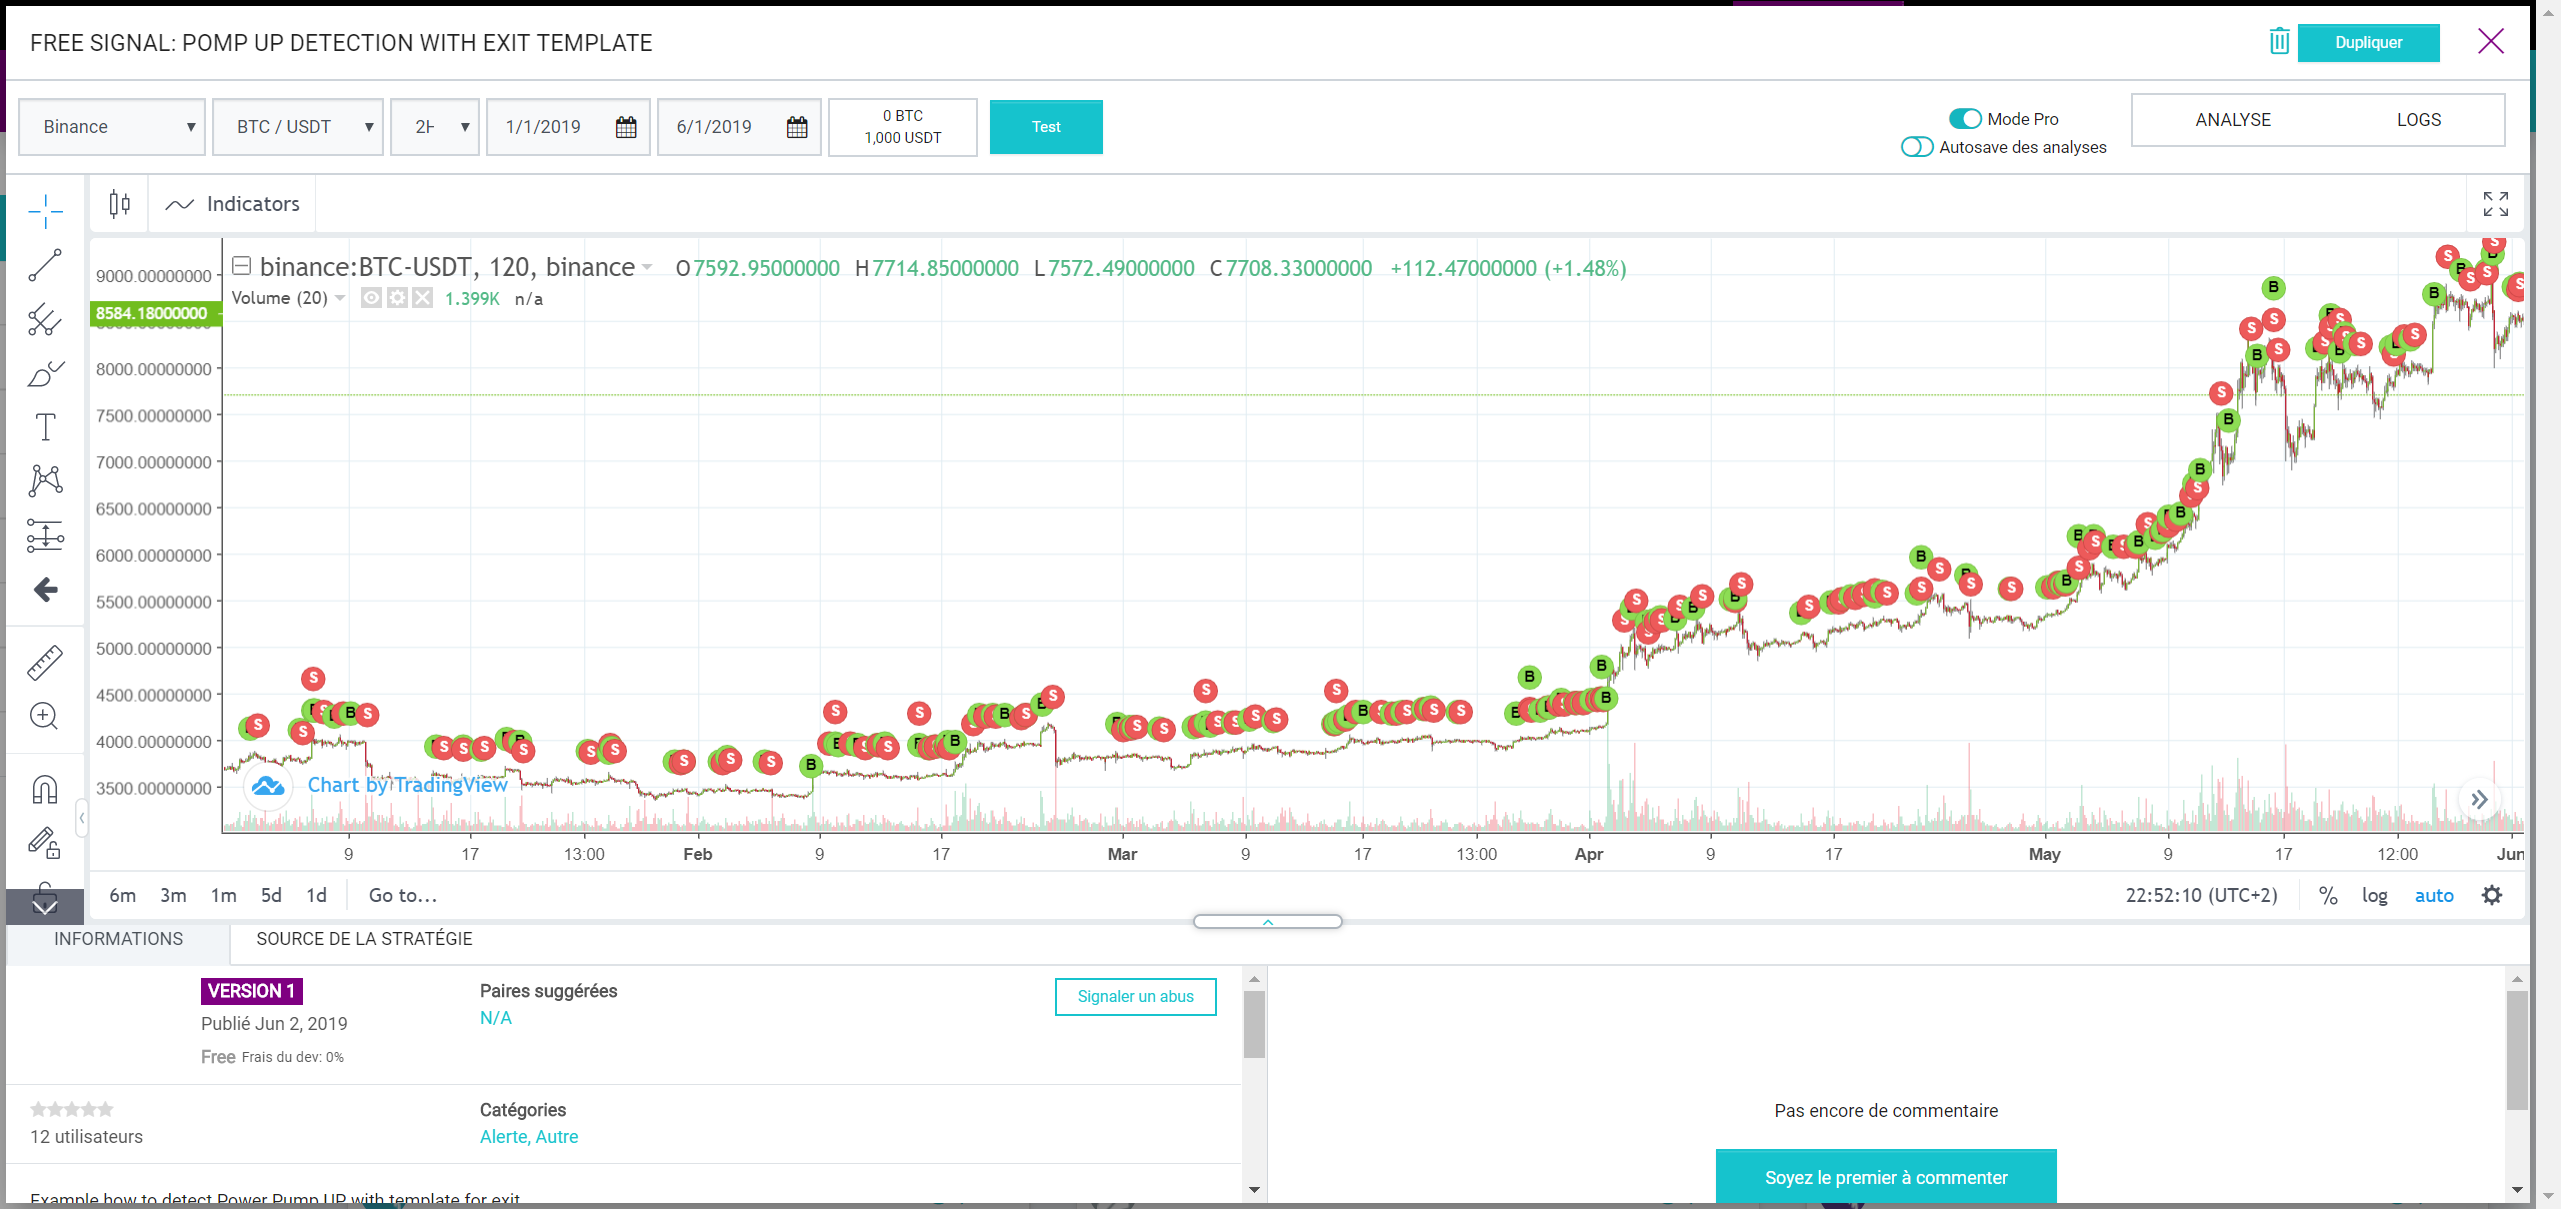 FREE SIGNAL: POMP UP DETECTION WITH EXIT TEMPLATE
Dupliquer
Binance
BTC / USDT
1/1/2019
6/1/2019
0 BTC
1,000 USDT
Test
Mode Pro
Autosave des analyses
ANALYSE
LOGS
Indicators
binance:BTC-USDT, 120, binance
O7592.95000000 H7714.85000000 L7572.49000000 C7708.33000000 +112.47000000 (+1.48%)
Volume (20)
1.399K n/a
9000.00000000
8584.18000000
8000.00000000
7500.00000000
7000.00000000
6500.00000000
6000.00000000
5500.00000000
5000.00000000
4500.00000000
4000.00000000
3500.00000000
Chart by TradingView
9 17 13:00 Feb 9 17 Mar 9 17 13:00 Apr 9 17 May 9 17 12:00 Jun
6m 3m 1m 5d 1d Go to...
22:52:10 (UTC+2) % log auto
INFORMATIONS
SOURCE DE LA STRATÉGIE
VERSION 1
Publié Jun 2, 2019
Free Frais du dev: 0%
Paires suggérées
N/A
Signaler un abus
12 utilisateurs
Catégories
Alerte, Autre
Example how to detect Power Pump UP with template for exit
Pas encore de commentaire
Soyez le premier à commenter